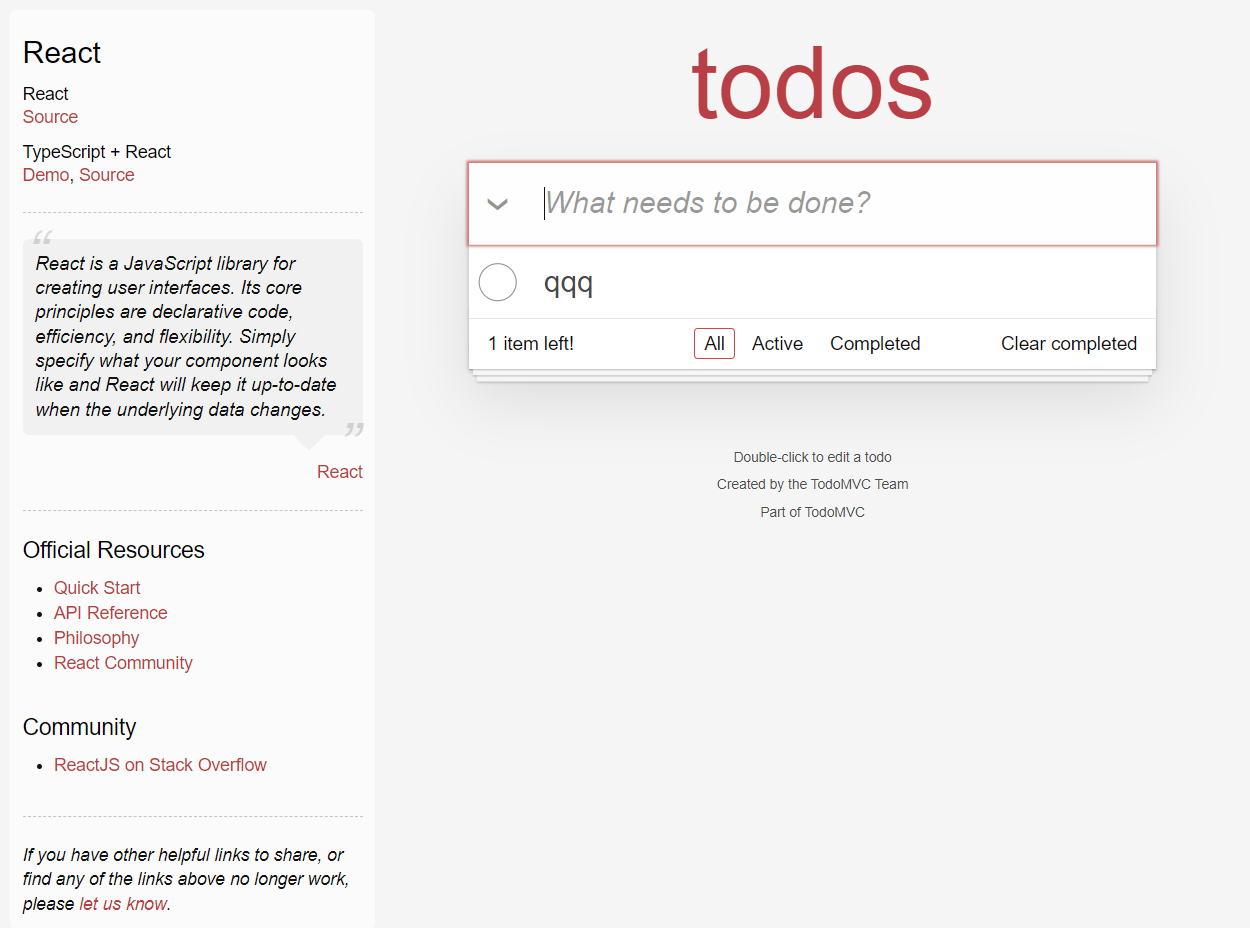 React
React
Source
TypeScript + React
Demo, Source
“
React is a JavaScript library for
creating user interfaces. Its core
principles are declarative code,
efficiency, and flexibility. Simply
specify what your component looks
like and React will keep it up-to-date
when the underlying data changes.
”
React
Official Resources
• Quick Start
• API Reference
• Philosophy
• React Community
Community
• ReactJS on Stack Overflow
If you have other helpful links to share, or
find any of the links above no longer work,
please let us know.
todos
What needs to be done?
qqq
1 item left! All Active Completed Clear completed
Double-click to edit a todo
Created by the TodoMVC Team
Part of TodoMVC